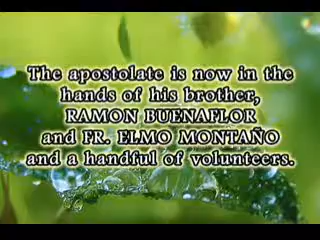 The apostolate is now in the
hands of his brother,
RAMON BUENAFLOR
and FR. ELMO MONTAÑO
and a handful of volunteers.